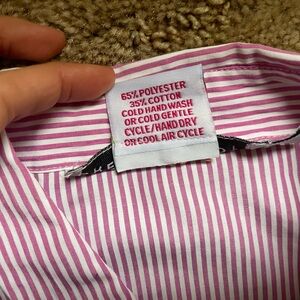 65% POLYESTER
35% COTTON
COLD HAND WASH
OR COLD GENTLE
CYCLE/HAND DRY
OR COOL AIR CYCLE